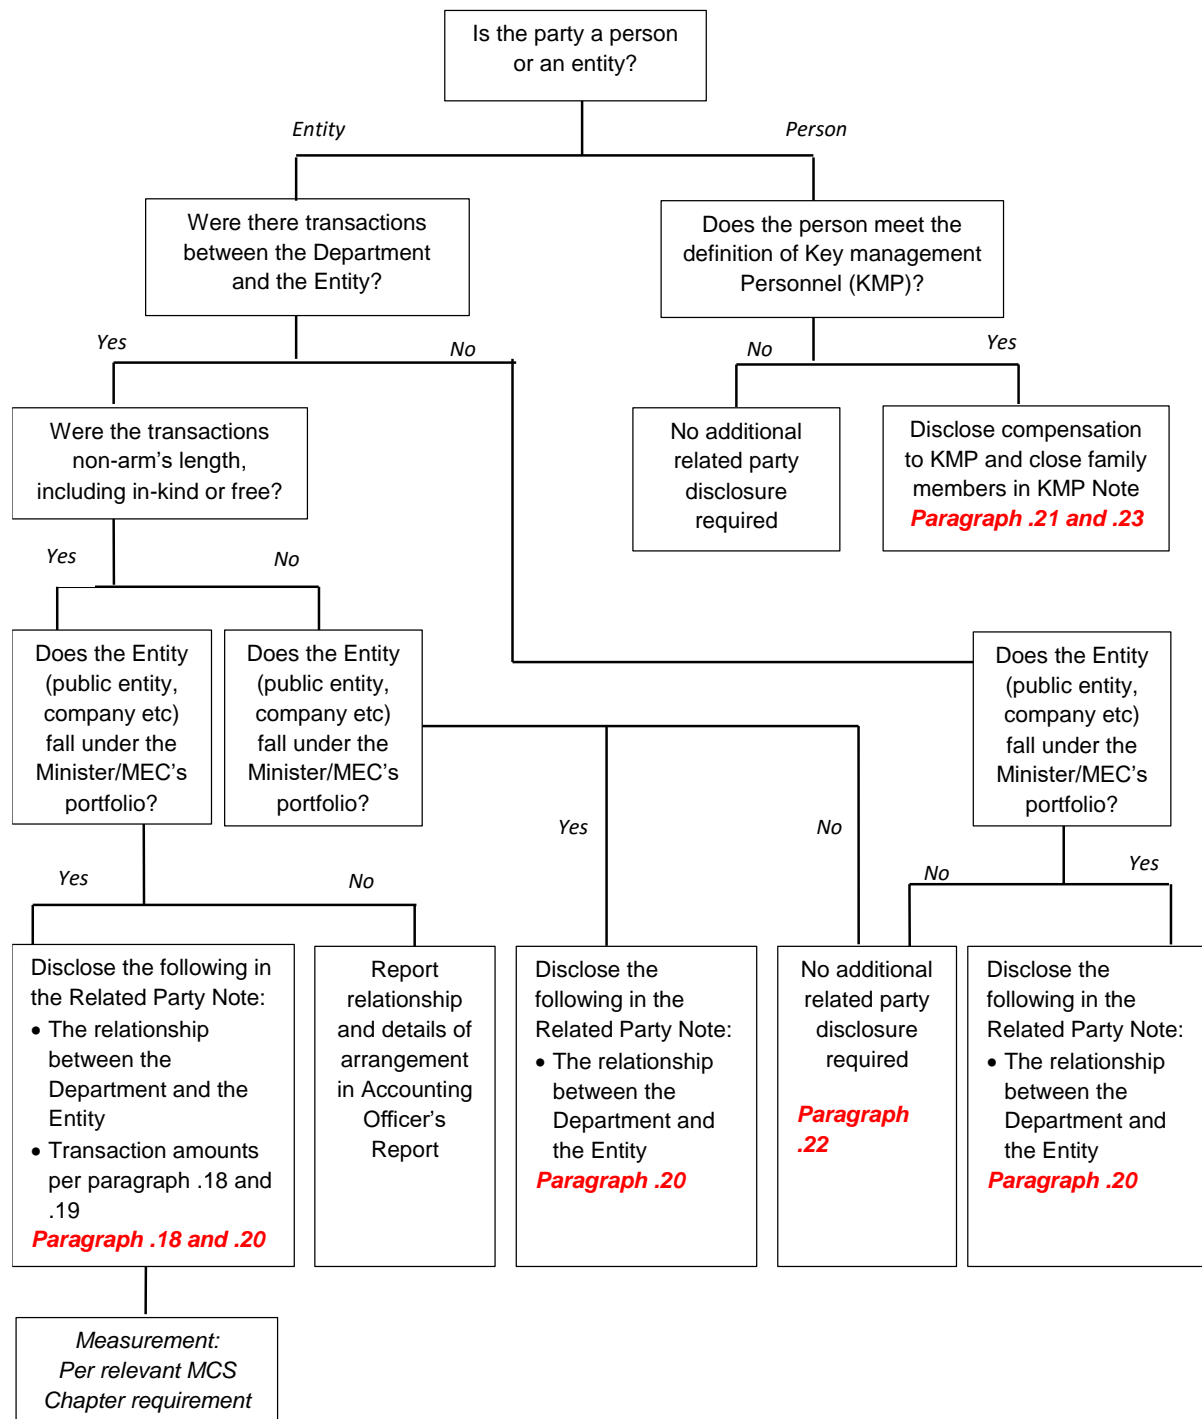 Is the party a person
or an entity?
Entity
Person
Were there transactions
between the Department
and the Entity?
Does the person meet the
definition of Key management
Personnel (KMP)?
Yes
No
No
Yes
Were the transactions
non-arm's length,
including in-kind or free?
No additional
related party
disclosure
required
Disclose compensation
to KMP and close family
members in KMP Note
Paragraph .21 and .23
Yes
No
Does the Entity
(public entity,
company etc)
fall under the
Minister/MEC's
portfolio?
Does the Entity
(public entity,
company etc)
fall under the
Minister/MEC's
portfolio?
Does the Entity
(public entity,
company etc)
fall under the
Minister/MEC's
portfolio?
Yes
No
Yes
No
No
Yes
Disclose the following in
the Related Party Note:
• The relationship
between the
Department and the
Entity
• Transaction amounts
per paragraph .18 and
.19
Paragraph .18 and .20
Report
relationship
and details of
arrangement
in Accounting
Officer's
Report
Disclose the
following in the
Related Party Note:
• The relationship
between the
Department and
the Entity
Paragraph .20
No additional
related party
disclosure
required
Paragraph
.22
Disclose the
following in the
Related Party Note:
• The relationship
between the
Department and
the Entity
Paragraph .20
Measurement:
Per relevant MCS
Chapter requirement